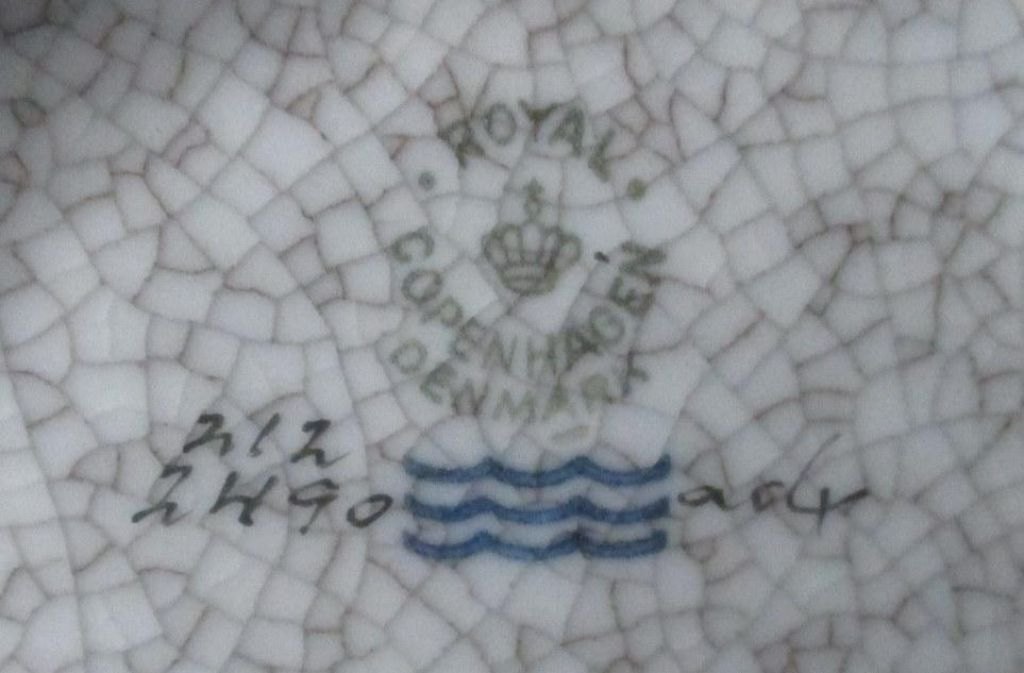 ROYAL
COPENHAGEN
DENMARK
212
2490